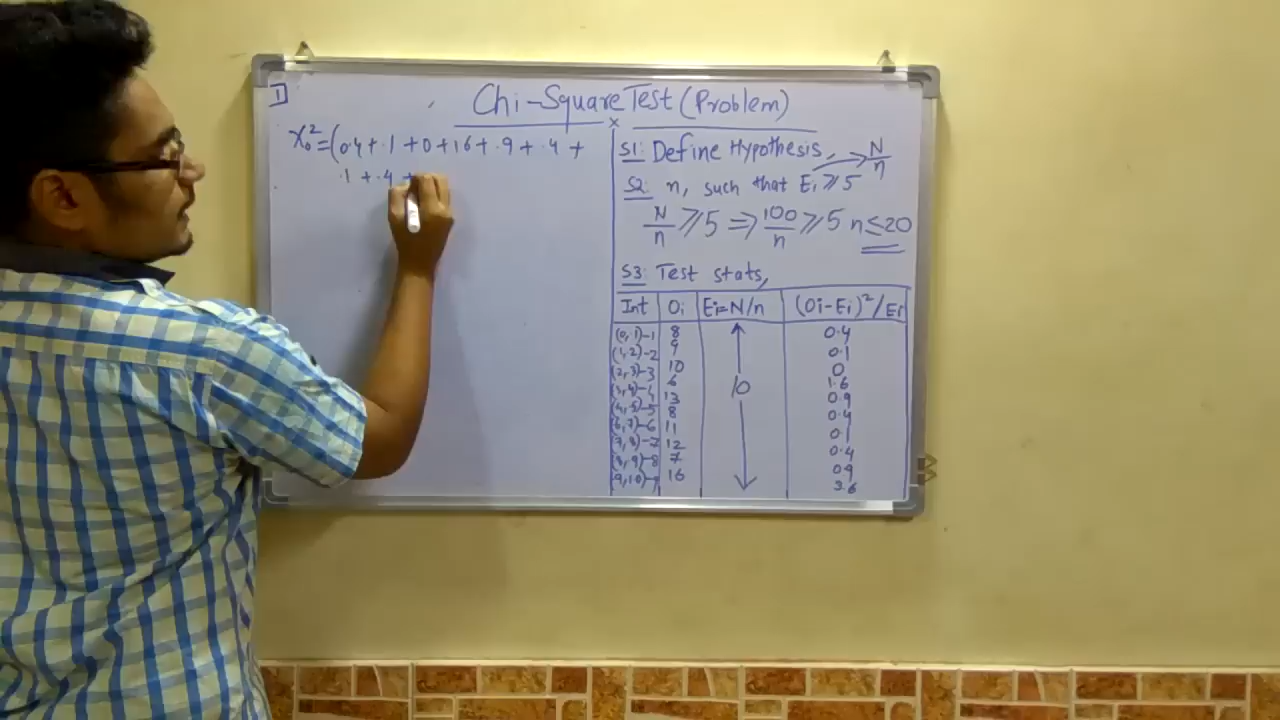 1
Chi-Square Test (Problem)
X₀² = (0.4 + .1 + 0 + 1.6 + .9 + .4 +
.1 + .4 +
S1: Define Hypothesis, N/n
S2: n, such that Ei ≥ 5
N/n ≥ 5 ⇒ 100/n ≥ 5 n ≤ 20
S3: Test stats,
Int Oi Ei=N/n (Oi-Ei)²/Ei
(0,1)-1 8 0.4
(1,2)-2 9 0.1
(2,3)-3 10 0
(3,4)-4 6 10 1.6
(4,5)-5 13 0.9
(6,7)-6 8 0.4
(7,8)-7 11 0.1
(8,9)-8 12 0.4
(9,10)-9 7 0.9
16 3.6